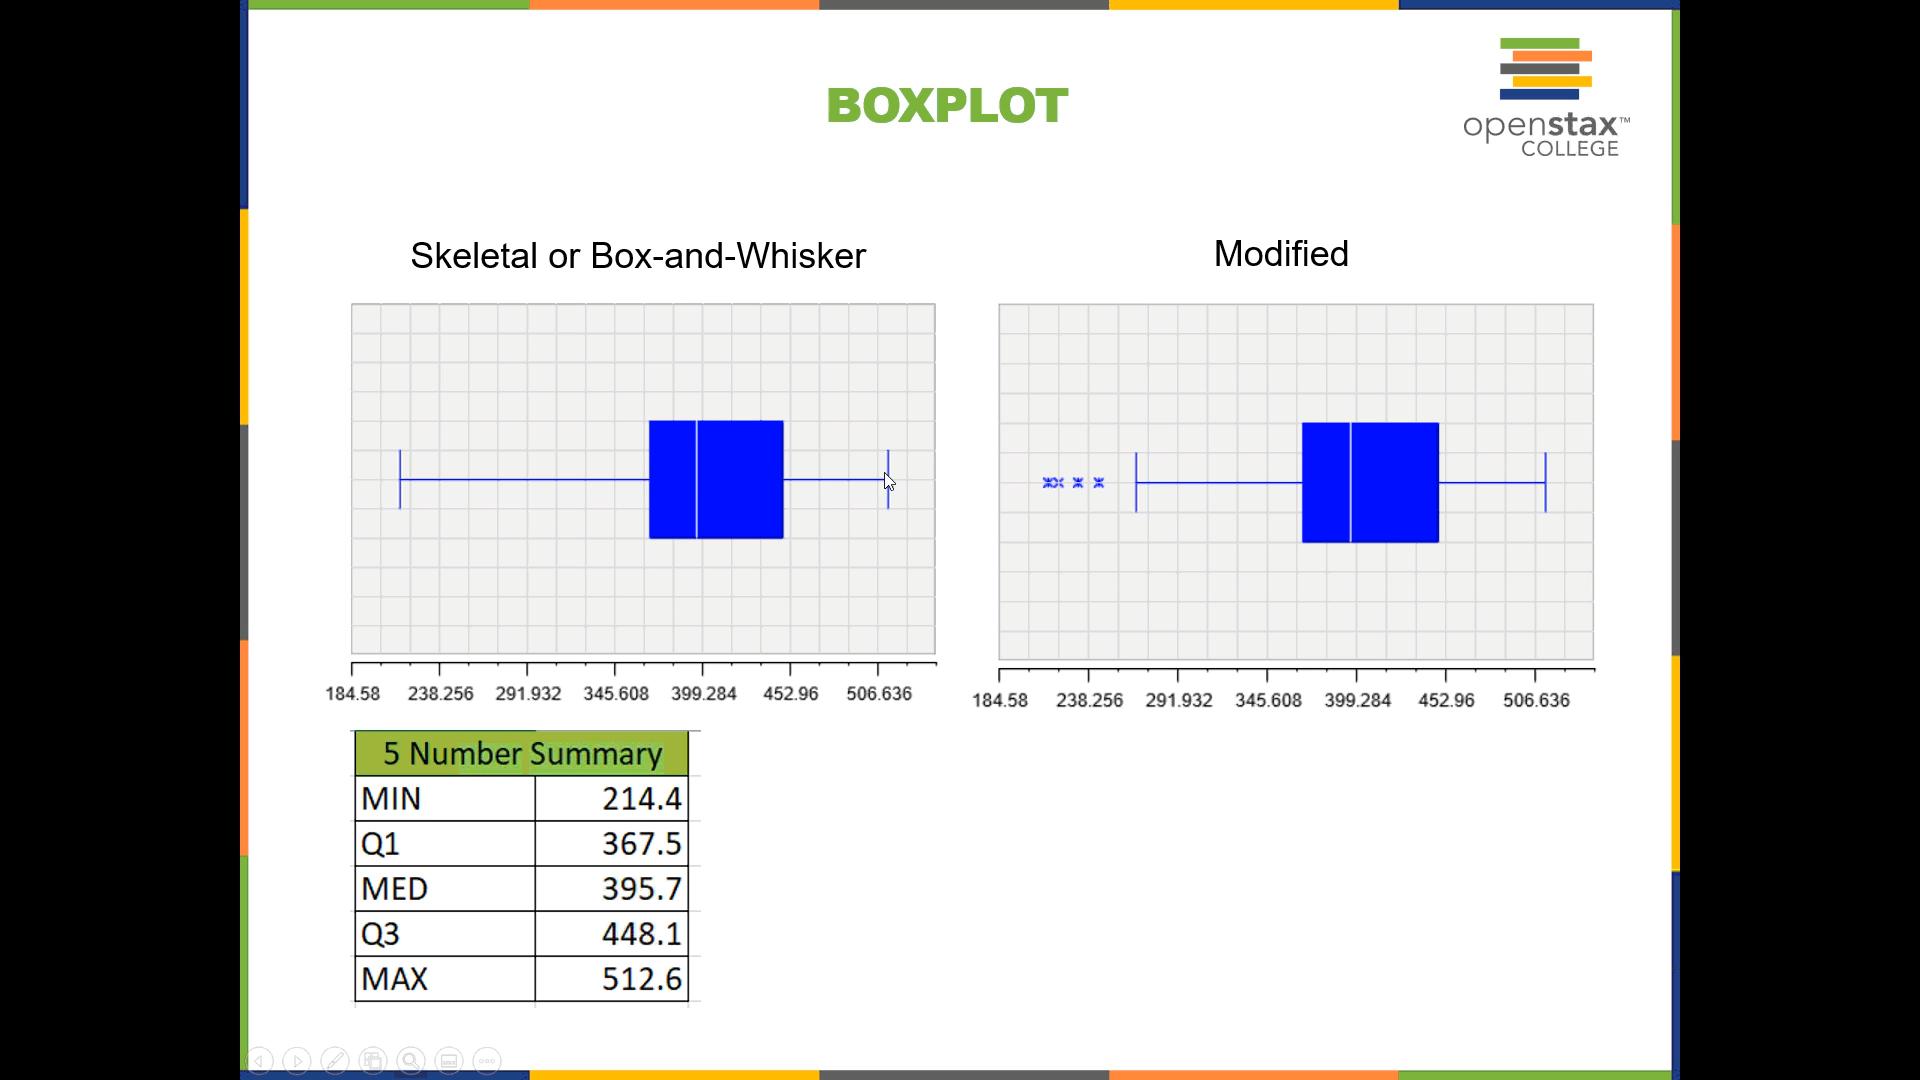 BOXPLOT
openstax™
COLLEGE
Skeletal or Box-and-Whisker
Modified
184.58 238.256 291.932 345.608 399.284 452.96 506.636
184.58 238.256 291.932 345.608 399.284 452.96 506.636
5 Number Summary
MIN 214.4
Q1 367.5
MED 395.7
Q3 448.1
MAX 512.6